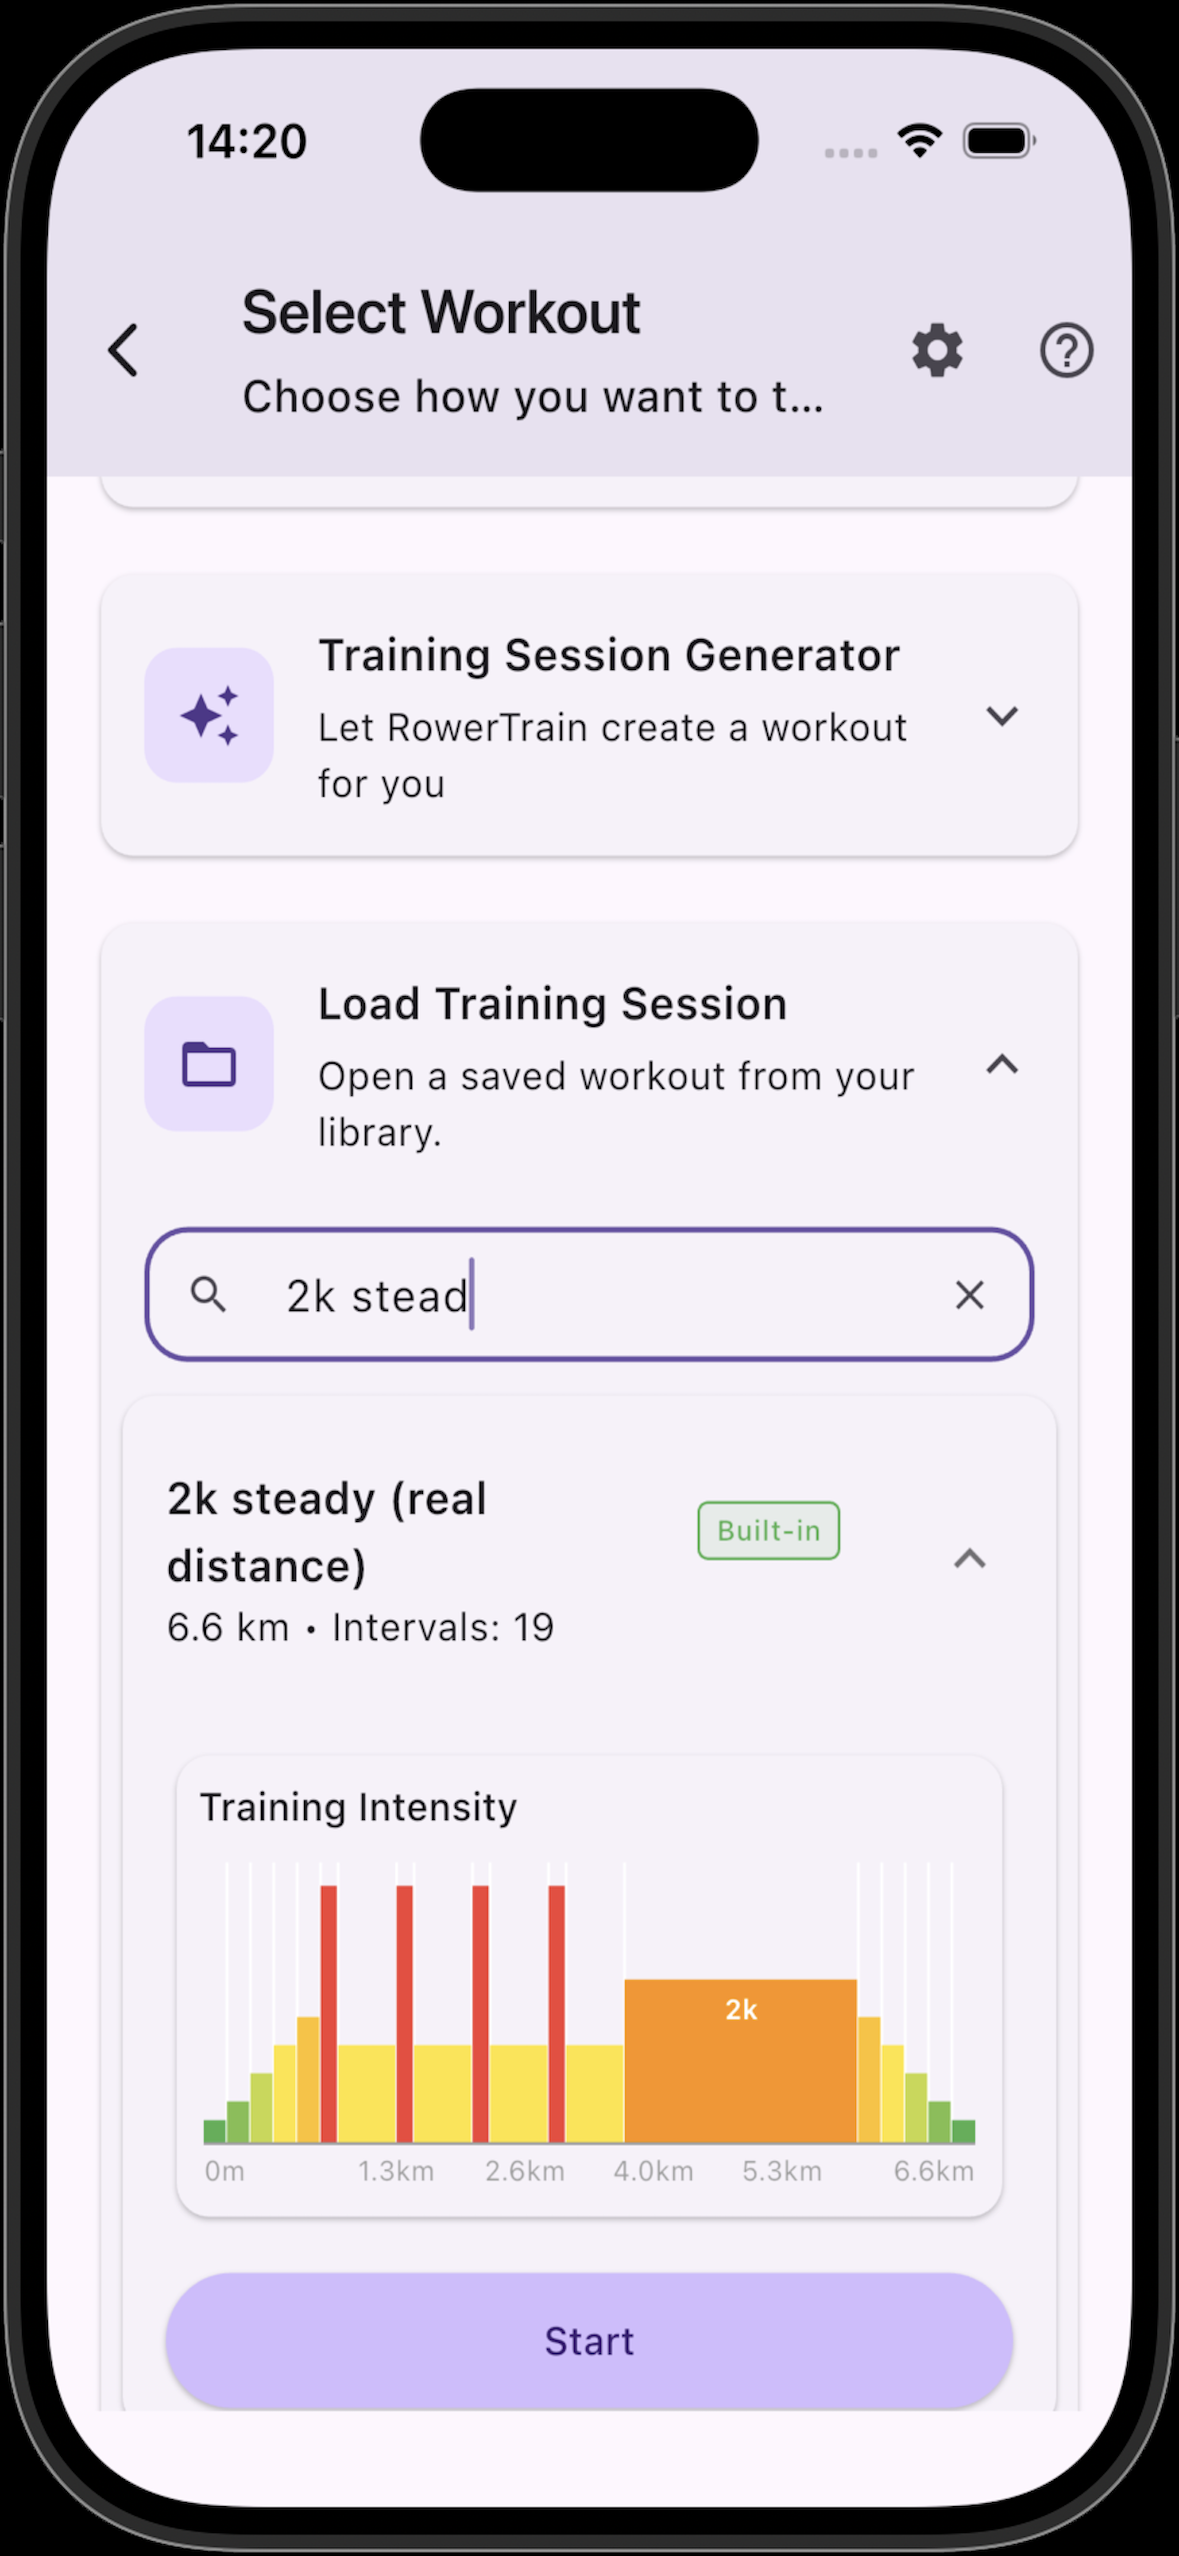 14:20
Select Workout
Choose how you want to t...
Training Session Generator
Let RowerTrain create a workout
for you
Load Training Session
Open a saved workout from your
library.
2k stead
2k steady (real
distance)
Built-in
6.6 km • Intervals: 19
Training Intensity
2k
0m 1.3km 2.6km 4.0km 5.3km 6.6km
Start